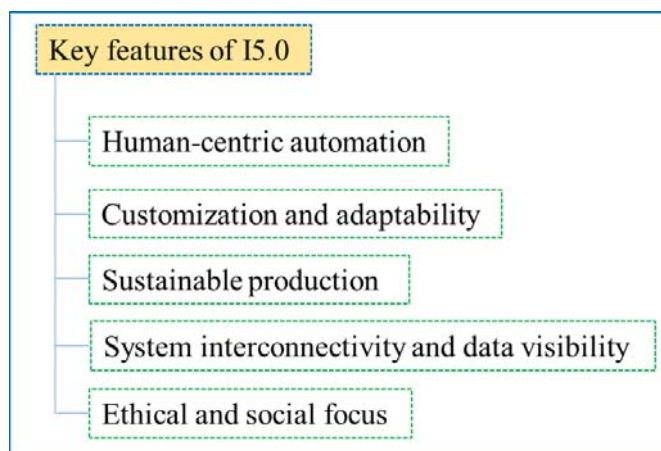 Key features of I5.0
Human-centric automation
Customization and adaptability
Sustainable production
System interconnectivity and data visibility
Ethical and social focus